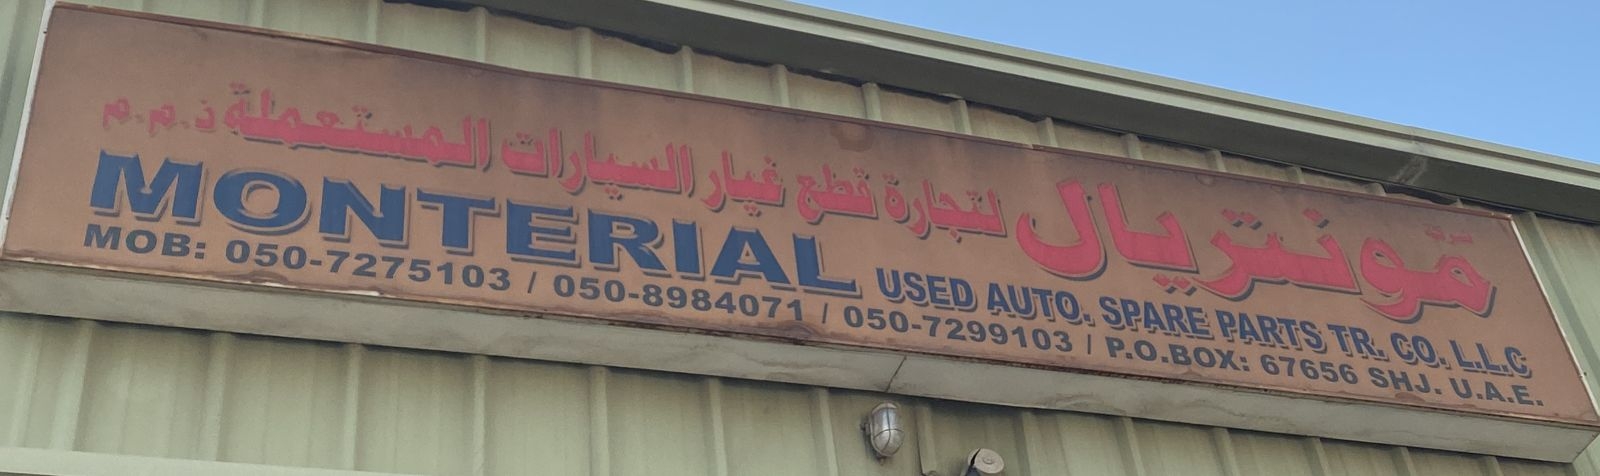 شركة مونتريال لتجارة قطع غيار السيارات المستعملة ذ.م.م
MONTERIAL USED AUTO. SPARE PARTS TR. CO. L.L.C
MOB: 050-7275103 / 050-8984071 / 050-7299103 / P.O.BOX: 67656 SHJ. U.A.E.